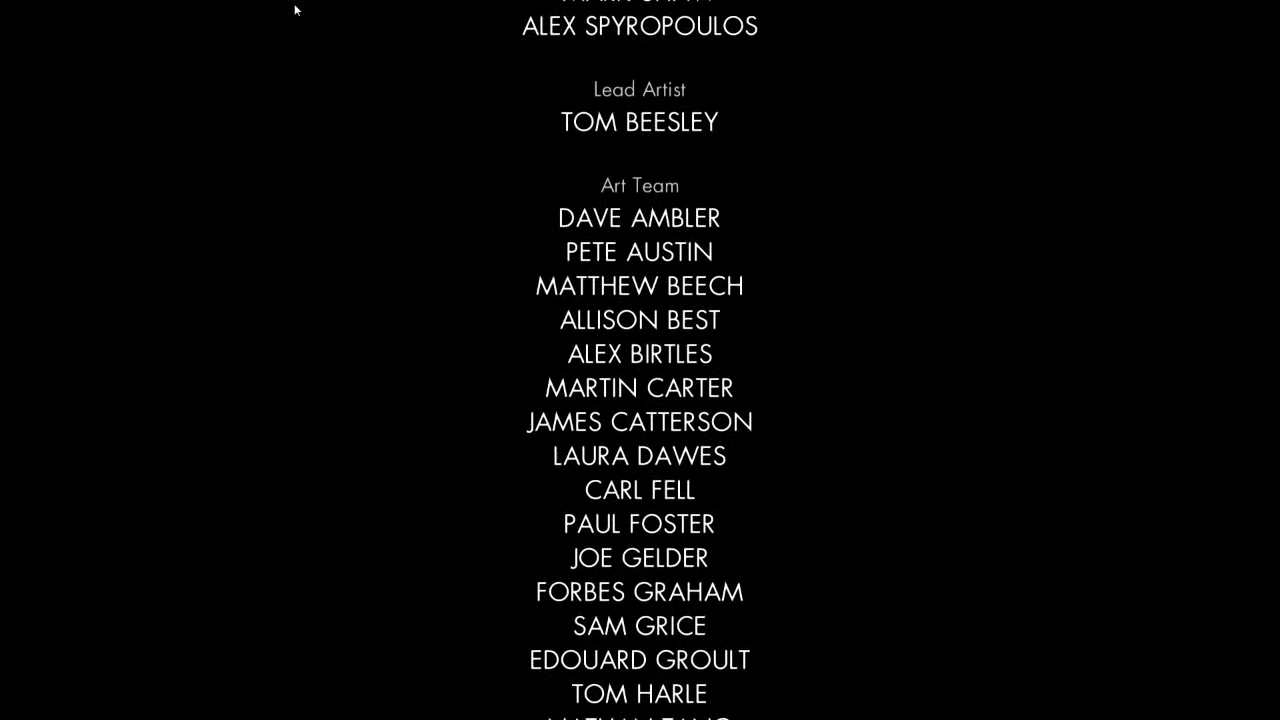 ALEX SPYROPOULOS
Lead Artist
TOM BEESLEY
Art Team
DAVE AMBLER
PETE AUSTIN
MATTHEW BEECH
ALLISON BEST
ALEX BIRTLES
MARTIN CARTER
JAMES CATTERSON
LAURA DAWES
CARL FELL
PAUL FOSTER
JOE GELDER
FORBES GRAHAM
SAM GRICE
EDOUARD GROULT
TOM HARLE